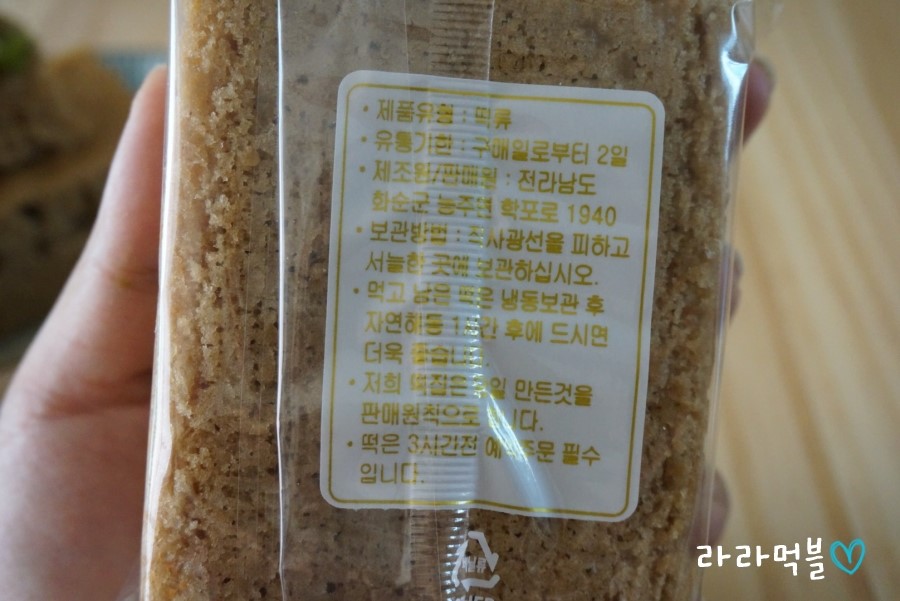 • 제품유형 : 떡류
• 유통기한 : 구매일로부터 2일
• 제조원/판매원 : 전라남도
화순군 능주면 학포로 1940
• 보관방법 : 직사광선을 피하고
서늘한 곳에 보관하십시오.
• 먹고 남은 떡은 냉동보관 후
자연해동 1시간 후에 드시면
더욱 좋습니다.
• 저희 떡집은 당일 만든것을
판매원칙으로 합니다.
• 떡은 3시간전 예약주문 필수
입니다.
비닐류
라라먹블